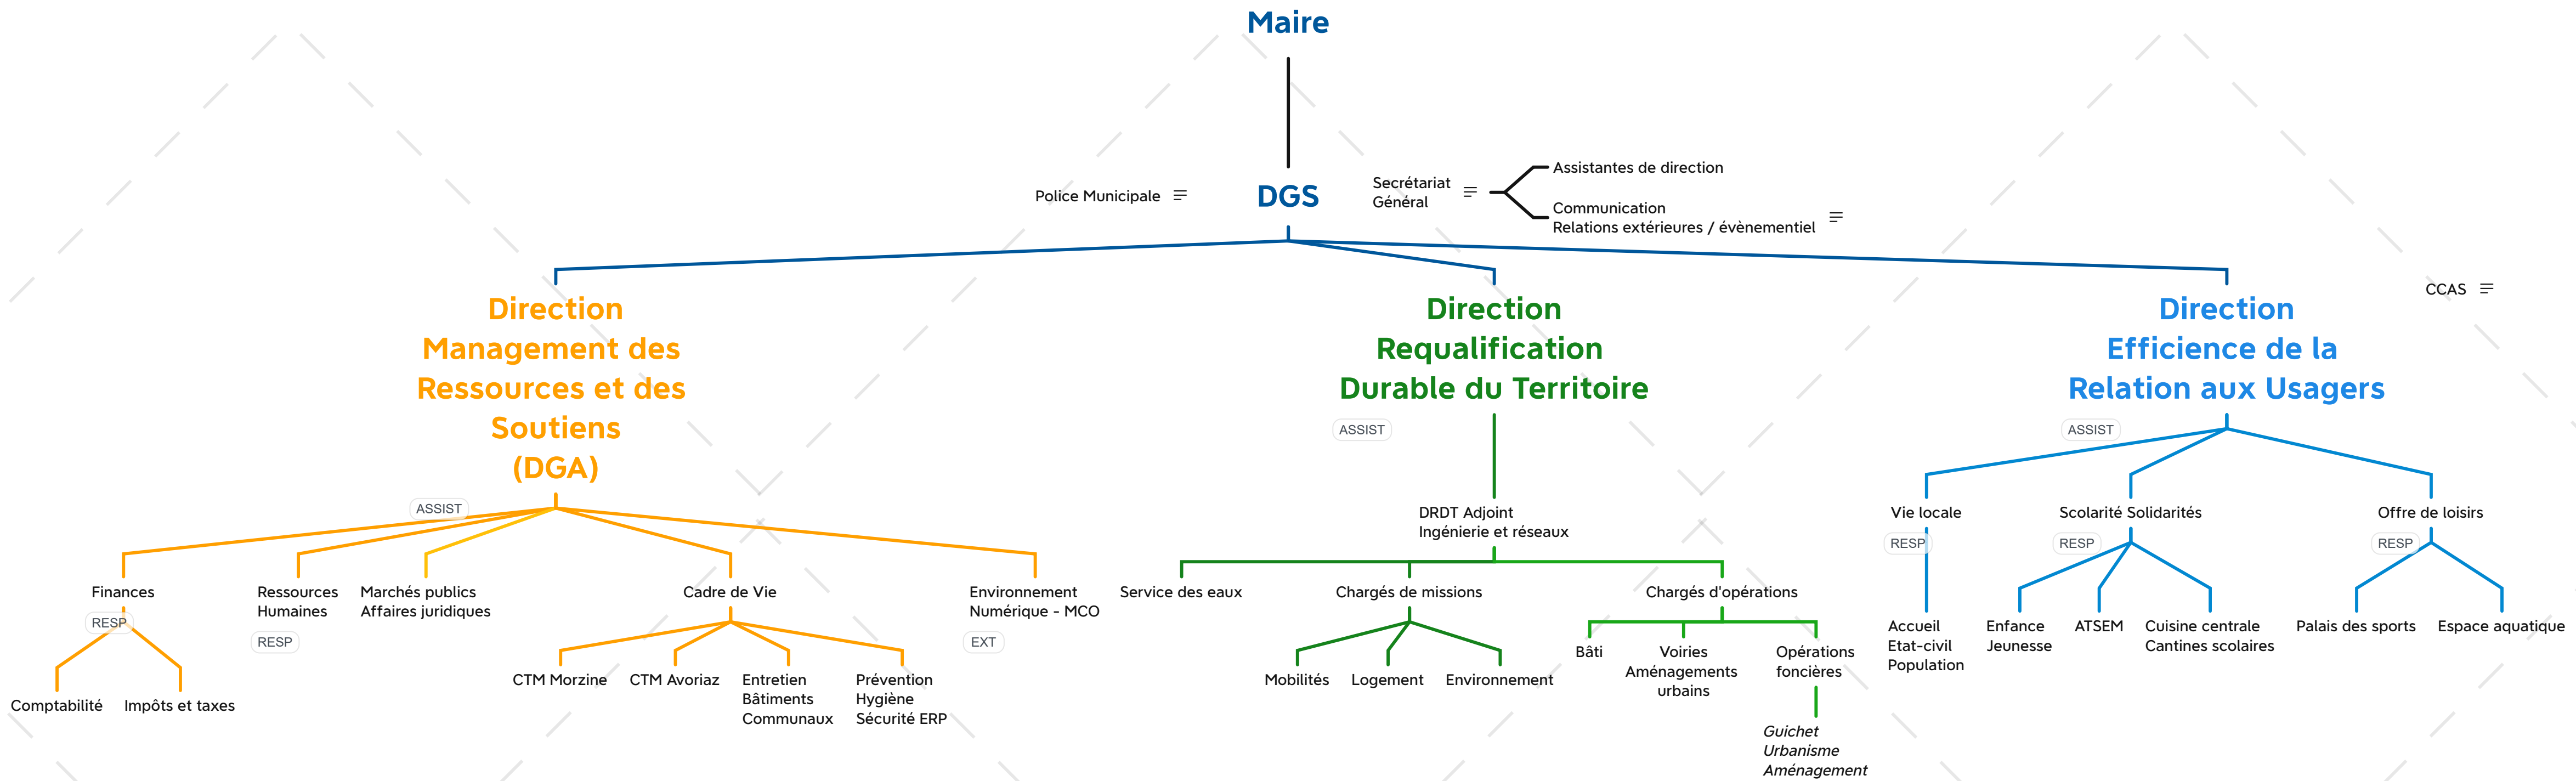 Maire
Police Municipale
DGS
Secrétariat
Général
Assistantes de direction
Communication
Relations extérieures / évènementiel
Direction
Management des
Ressources et des
Soutiens
(DGA)
ASSIST
Finances
RESP
Comptabilité
Impôts et taxes
Ressources
Humaines
RESP
Marchés publics
Affaires juridiques
Cadre de Vie
CTM Morzine
CTM Avoriaz
Entretien
Bâtiments
Communaux
Prévention
Hygiène
Sécurité ERP
Environnement
Numérique - MCO
EXT
Direction
Requalification
Durable du Territoire
ASSIST
DRDT Adjoint
Ingénierie et réseaux
Service des eaux
Chargés de missions
Mobilités
Logement
Environnement
Chargés d'opérations
Bâti
Voiries
Aménagements
urbains
Opérations
foncières
Guichet
Urbanisme
Aménagement
CCAS
Direction
Efficience de la
Relation aux Usagers
ASSIST
Vie locale
RESP
Accueil
Etat-civil
Population
Scolarité Solidarités
RESP
Enfance
Jeunesse
ATSEM
Cuisine centrale
Cantines scolaires
Offre de loisirs
RESP
Palais des sports
Espace aquatique